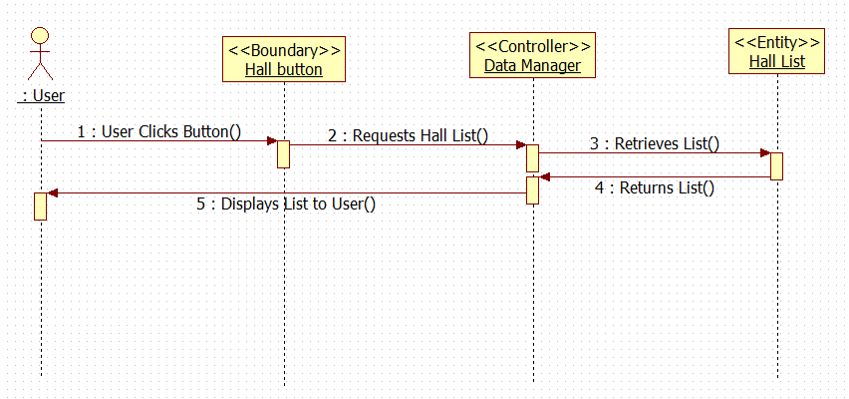 : User
<<Boundary>>
Hall button
<<Controller>>
Data Manager
<<Entity>>
Hall List
1 : User Clicks Button()
2 : Requests Hall List()
3 : Retrieves List()
4 : Returns List()
5 : Displays List to User()